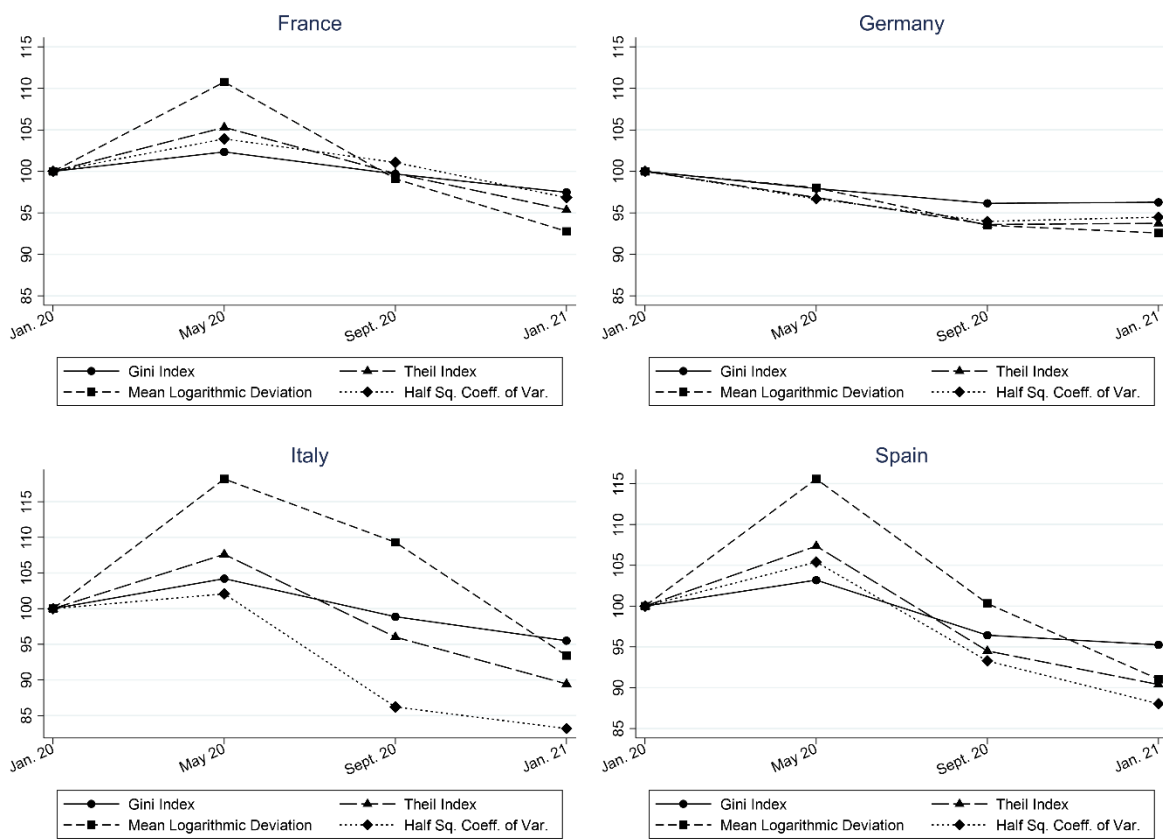 France
115
110
105
100
95
90
85
Jan. 20
May 20
Sept. 20
Jan. 21
Gini Index
Theil Index
Mean Logarithmic Deviation
Half Sq. Coeff. of Var.
Germany
115
110
105
100
95
90
85
Jan. 20
May 20
Sept. 20
Jan. 21
Gini Index
Theil Index
Mean Logarithmic Deviation
Half Sq. Coeff. of Var.
Italy
115
110
105
100
95
90
85
Jan. 20
May 20
Sept. 20
Jan. 21
Gini Index
Theil Index
Mean Logarithmic Deviation
Half Sq. Coeff. of Var.
Spain
115
110
105
100
95
90
85
Jan. 20
May 20
Sept. 20
Jan. 21
Gini Index
Theil Index
Mean Logarithmic Deviation
Half Sq. Coeff. of Var.